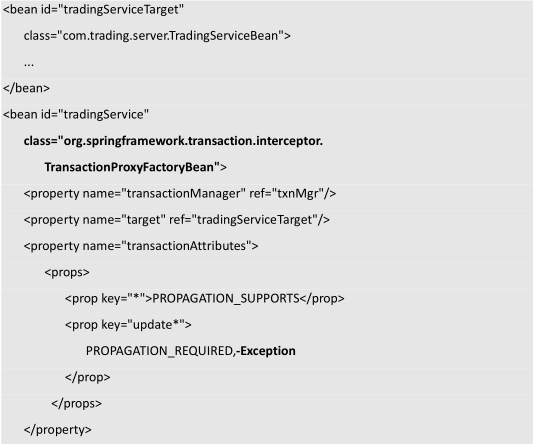 <bean id="tradingServiceTarget"
class="com.trading.server.TradingServiceBean">
...
</bean>
<bean id="tradingService"
class="org.springframework.transaction.interceptor.
TransactionProxyFactoryBean">
<property name="transactionManager" ref="txnMgr"/>
<property name="target" ref="tradingServiceTarget"/>
<property name="transactionAttributes">
<props>
<prop key="*">PROPAGATION_SUPPORTS</prop>
<prop key="update*">
PROPAGATION_REQUIRED,-Exception
</prop>
</props>
</property>